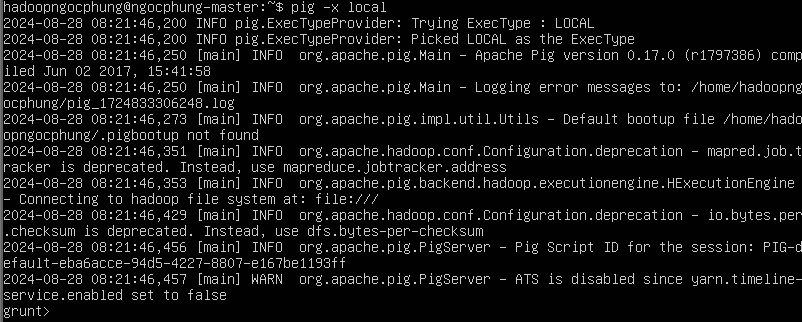 hadoopngocphung@ngocphung-master:~$ pig -x local
2024-08-28 08:21:46,200 INFO pig.ExecTypeProvider: Trying ExecType : LOCAL
2024-08-28 08:21:46,200 INFO pig.ExecTypeProvider: Picked LOCAL as the ExecType
2024-08-28 08:21:46,250 [main] INFO  org.apache.pig.Main - Apache Pig version 0.17.0 (r1797386) comp
iled Jun 02 2017, 15:41:58
2024-08-28 08:21:46,250 [main] INFO  org.apache.pig.Main - Logging error messages to: /home/hadoopng
ocphung/pig_1724833306248.log
2024-08-28 08:21:46,273 [main] INFO  org.apache.pig.impl.util.Utils - Default bootup file /home/hado
opngocphung/.pigbootup not found
2024-08-28 08:21:46,351 [main] INFO  org.apache.hadoop.conf.Configuration.deprecation - mapred.job.t
racker is deprecated. Instead, use mapreduce.jobtracker.address
2024-08-28 08:21:46,353 [main] INFO  org.apache.pig.backend.hadoop.executionengine.HExecutionEngine
- Connecting to hadoop file system at: file:///
2024-08-28 08:21:46,429 [main] INFO  org.apache.hadoop.conf.Configuration.deprecation - io.bytes.per
.checksum is deprecated. Instead, use dfs.bytes-per-checksum
2024-08-28 08:21:46,456 [main] INFO  org.apache.pig.PigServer - Pig Script ID for the session: PIG-d
efault-eba6acce-94d5-4227-8807-e167be1193ff
2024-08-28 08:21:46,457 [main] WARN  org.apache.pig.PigServer - ATS is disabled since yarn.timeline-
service.enabled set to false
grunt>